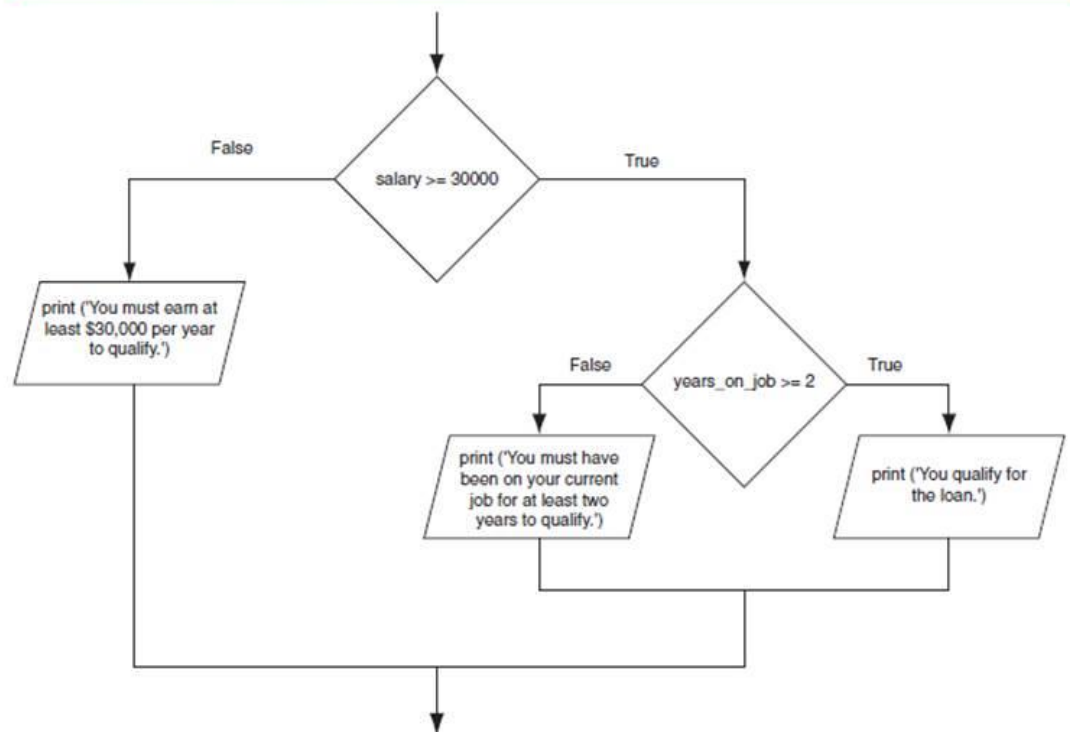 False
salary >= 30000
True
print ('You must earn at
least $30,000 per year
to qualify.')
False
years_on_job >= 2
True
print ('You must have
been on your current
job for at least two
years to qualify.')
print ('You qualify for
the loan.')